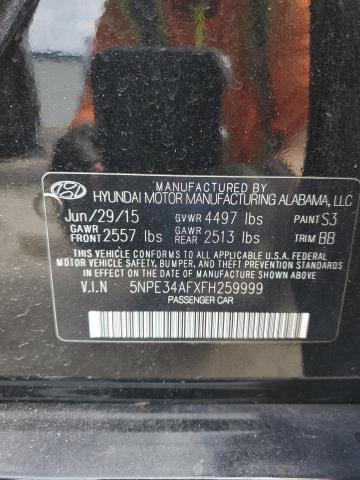 MANUFACTURED BY
HYUNDAI MOTOR MANUFACTURING ALABAMA, LLC
Jun/29/15 GVWR 4497 lbs PAINT S3
GAWR FRONT 2557 lbs GAWR REAR 2513 lbs TRIM BB
THIS VEHICLE CONFORMS TO ALL APPLICABLE U.S.A. FEDERAL
MOTOR VEHICLE SAFETY, BUMPER, AND THEFT PREVENTION
STANDARDS IN EFFECT ON THE DATE OF MANUFACTURE
SHOWN ABOVE.
V.I.N 5NPE34AFXFH259999
PASSENGER CAR